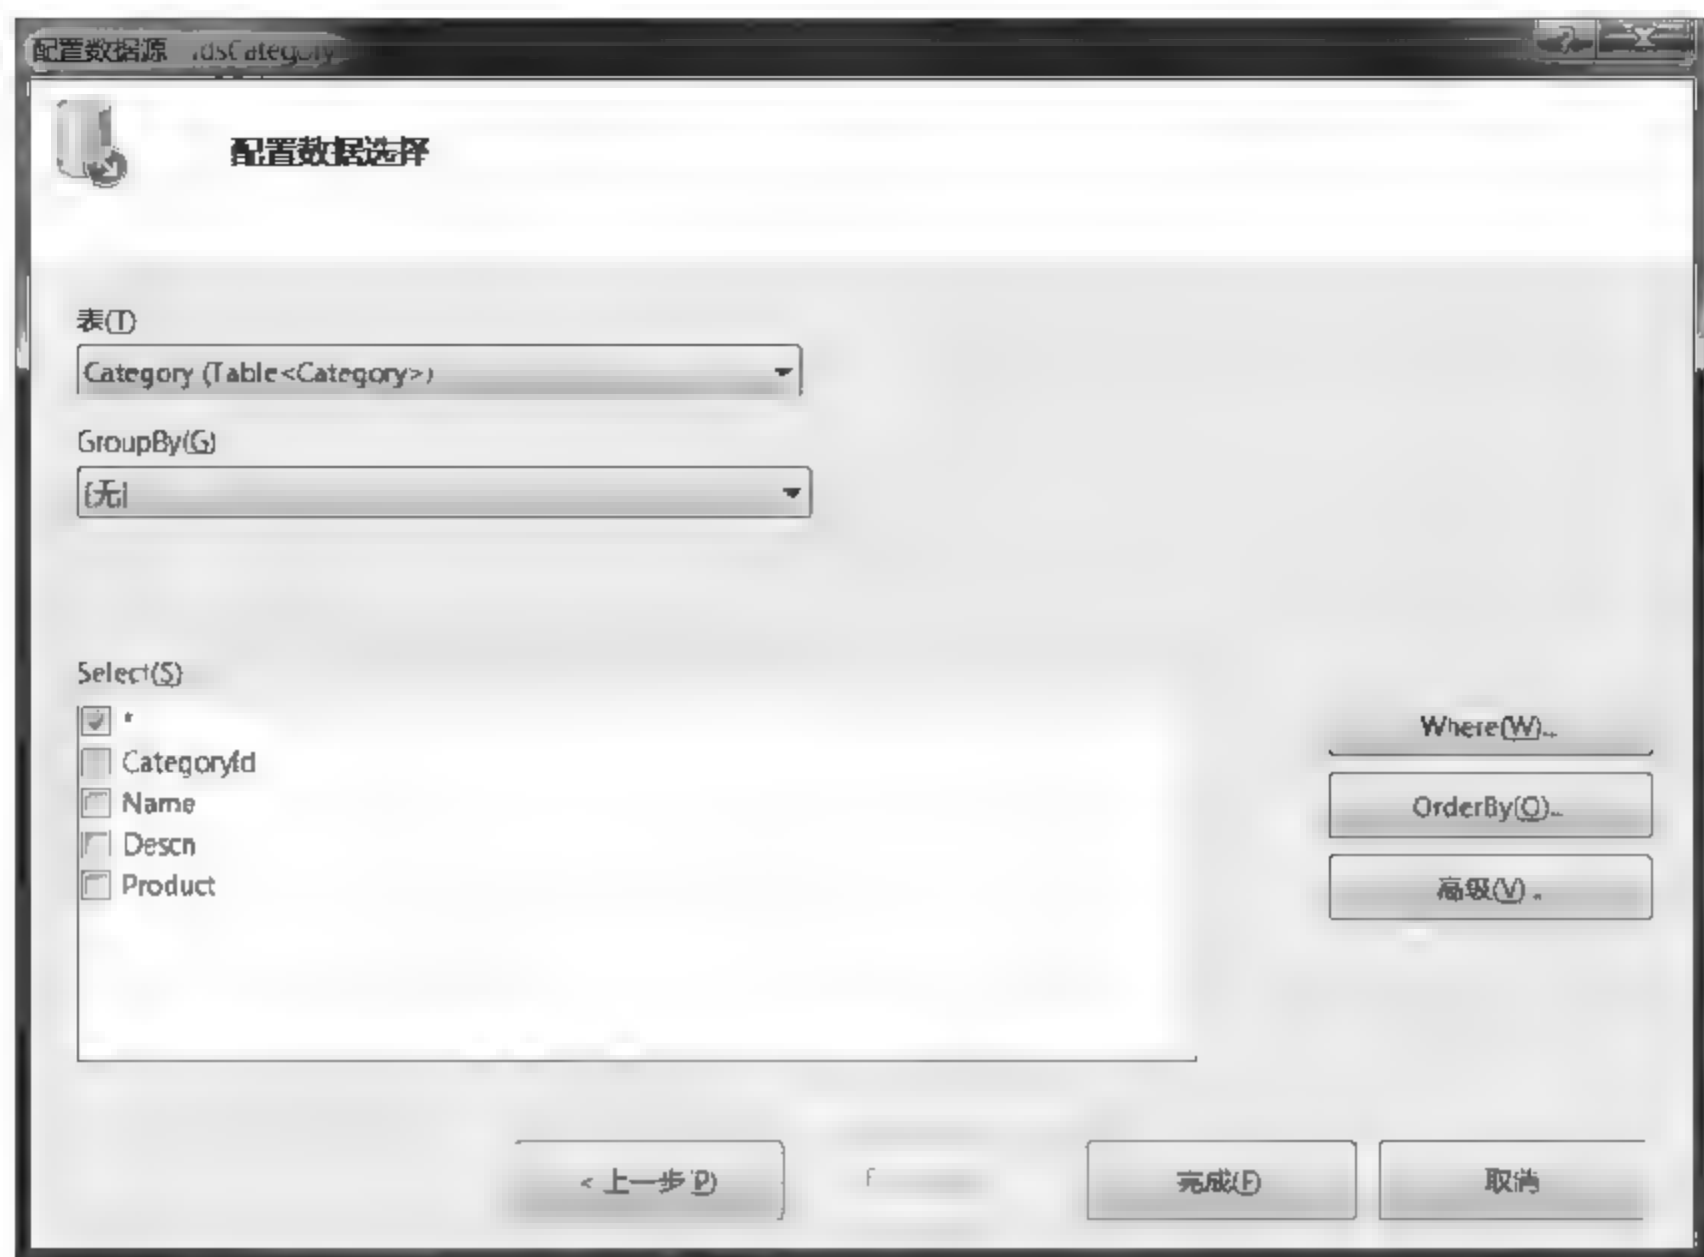 配置数据源
配置数据选择
表(T)
Category (Table<Category>)
GroupBy(G)
[无]
Select(S)
*
CategoryId
Name
Descn
Product
Where(W)...
OrderBy(O)...
高级(V)...
< 上一步(P)
完成(F)
取消